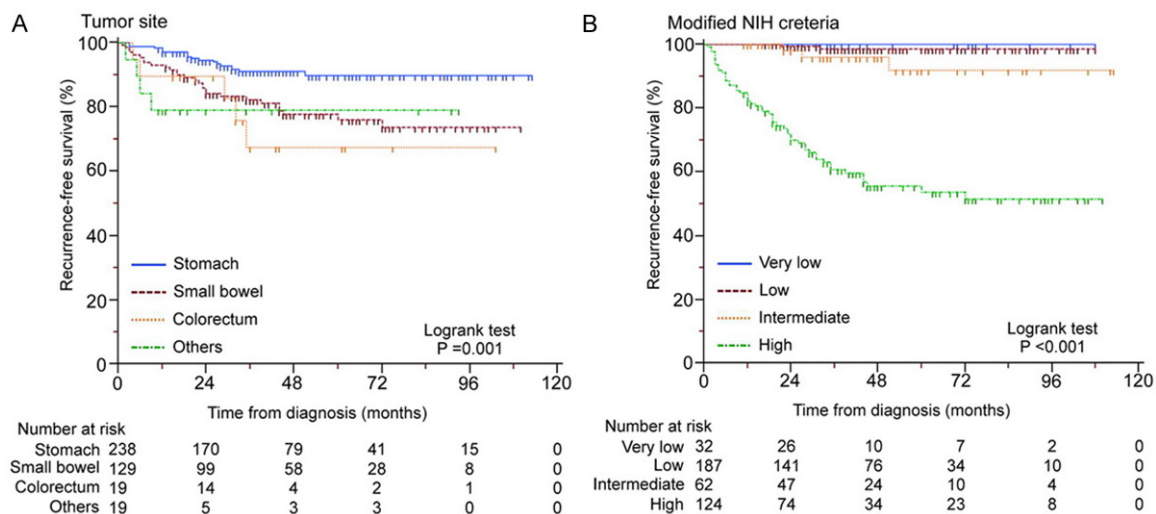 A
Tumor site
100
80
60
40
20
0
Recurrence-free survival (%)
Stomach
Small bowel
Colorectum
Others
Logrank test
P =0.001
0 24 48 72 96 120
Time from diagnosis (months)
Number at risk
Stomach 238 170 79 41 15 0
Small bowel 129 99 58 28 8 0
Colorectum 19 14 4 2 1 0
Others 19 5 3 3 0 0
B
Modified NIH creteria
100
80
60
40
20
0
Recurrence-free survival (%)
Very low
Low
Intermediate
High
Logrank test
P <0.001
0 24 48 72 96 120
Time from diagnosis (months)
Number at risk
Very low 32 26 10 7 2 0
Low 187 141 76 34 10 0
Intermediate 62 47 24 10 4 0
High 124 74 34 23 8 0